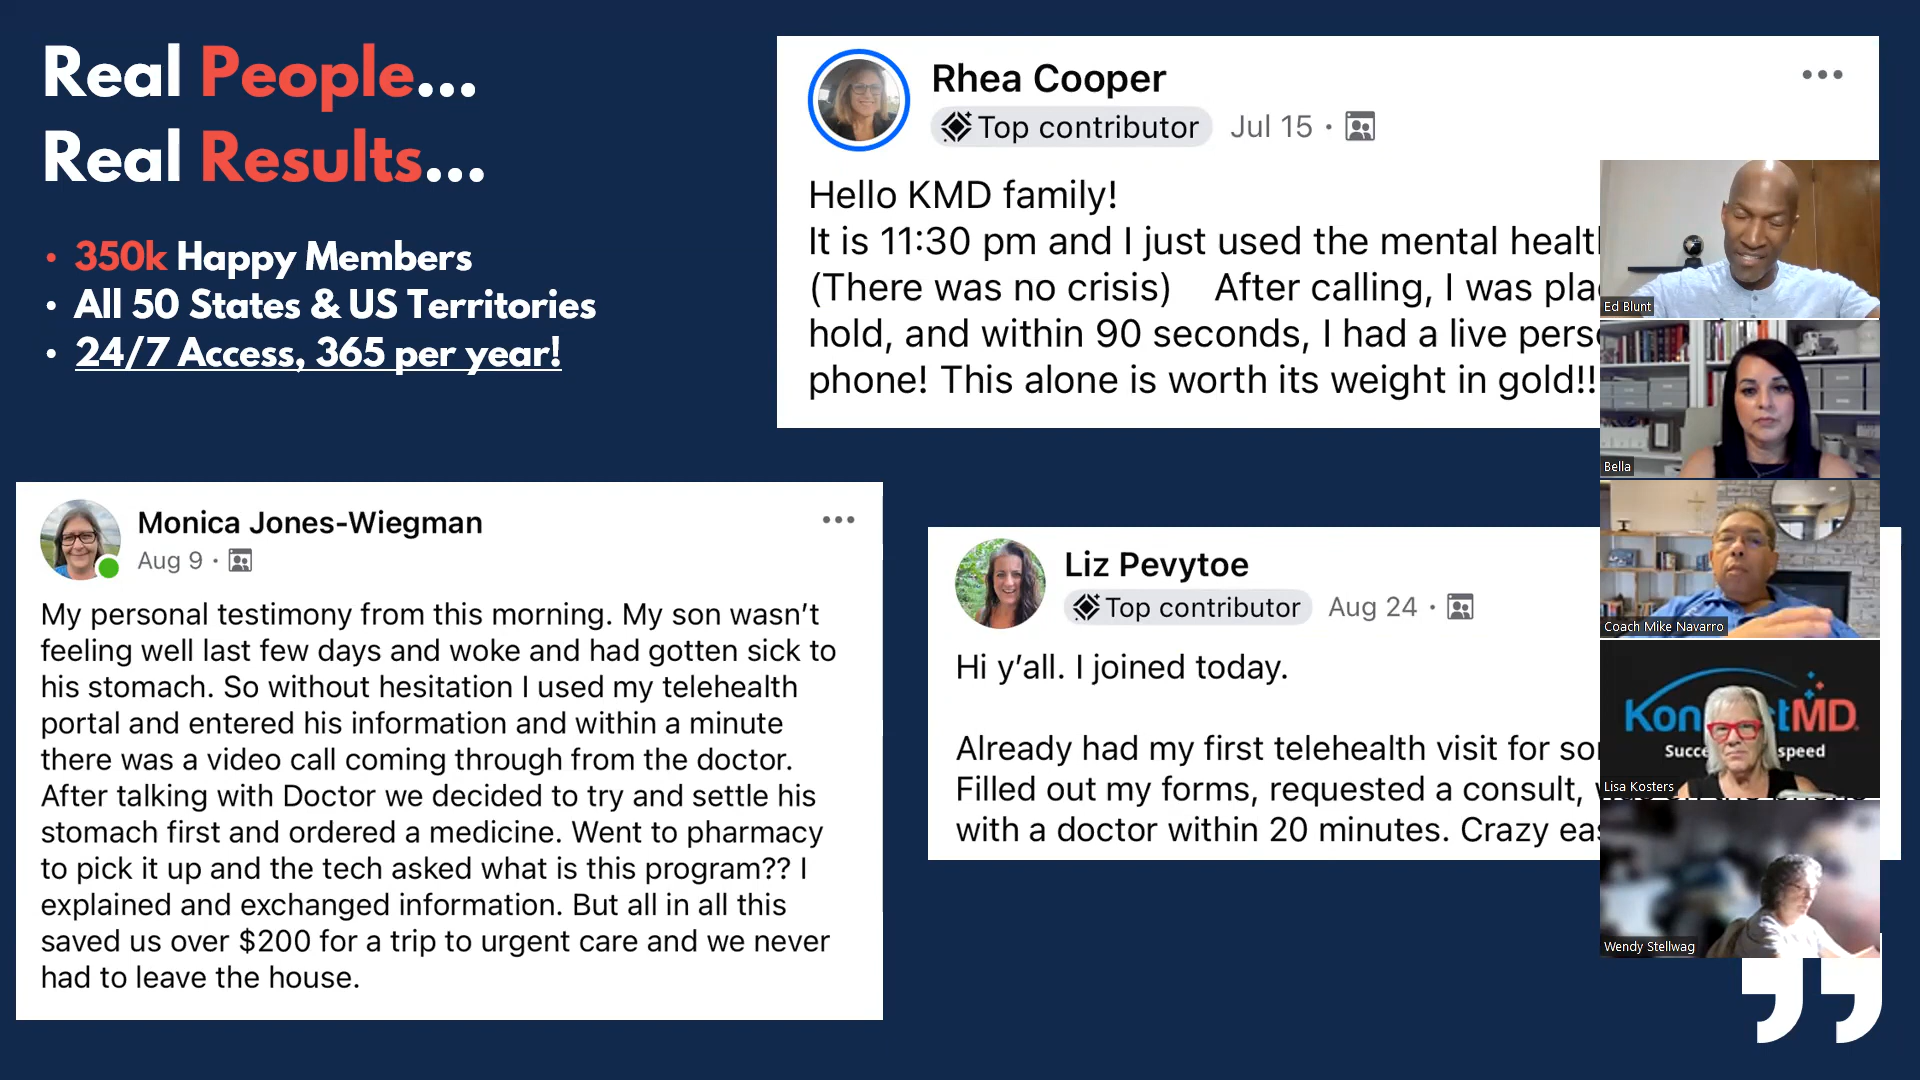 Real People...
Real Results...
• 350k Happy Members
• All 50 States & US Territories
• 24/7 Access, 365 per year!
Rhea Cooper
Top contributor Jul 15 ·
Hello KMD family!
It is 11:30 pm and I just used the mental
(There was no crisis) After calling, I was
hold, and within 90 seconds, I had a live
phone! This alone is worth its weight in gold!!
Monica Jones-Wiegman
Aug 9 ·
My personal testimony from this morning. My son wasn't
feeling well last few days and woke and had gotten sick to
his stomach. So without hesitation I used my telehealth
portal and entered his information and within a minute
there was a video call coming through from the doctor.
After talking with Doctor we decided to try and settle his
stomach first and ordered a medicine. Went to pharmacy
to pick it up and the tech asked what is this program?? I
explained and exchanged information. But all in all this
saved us over $200 for a trip to urgent care and we never
had to leave the house.
Liz Pevytoe
Top contributor Aug 24 ·
Hi y'all. I joined today.
Already had my first telehealth visit for
Filled out my forms, requested a consult,
with a doctor within 20 minutes. Crazy
Ed Blunt
Bella
Coach Mike Navarro
Lisa Kosters
Wendy Stellwag